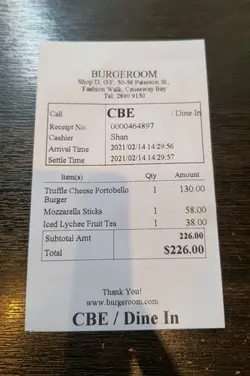 BURGEROOM
Shop D, G/F, 50-56 Paterson St.,
Fashion Walk, Causeway Bay
Tel: 2890 9130
Call CBE / Dine In
Receipt No. 0000464897
Cashier Shan
Arrival Time 2021/02/14 14:29:56
Settle Time 2021/02/14 14:29:57
Item(s) Qty Amount
Truffle Cheese Portobello 1 130.00
Burger
Mozzarella Sticks 1 58.00
Iced Lychee Fruit Tea 1 38.00
Subtotal Amt 226.00
Total $226.00
Thank You!
www.burgeroom.com
CBE / Dine In